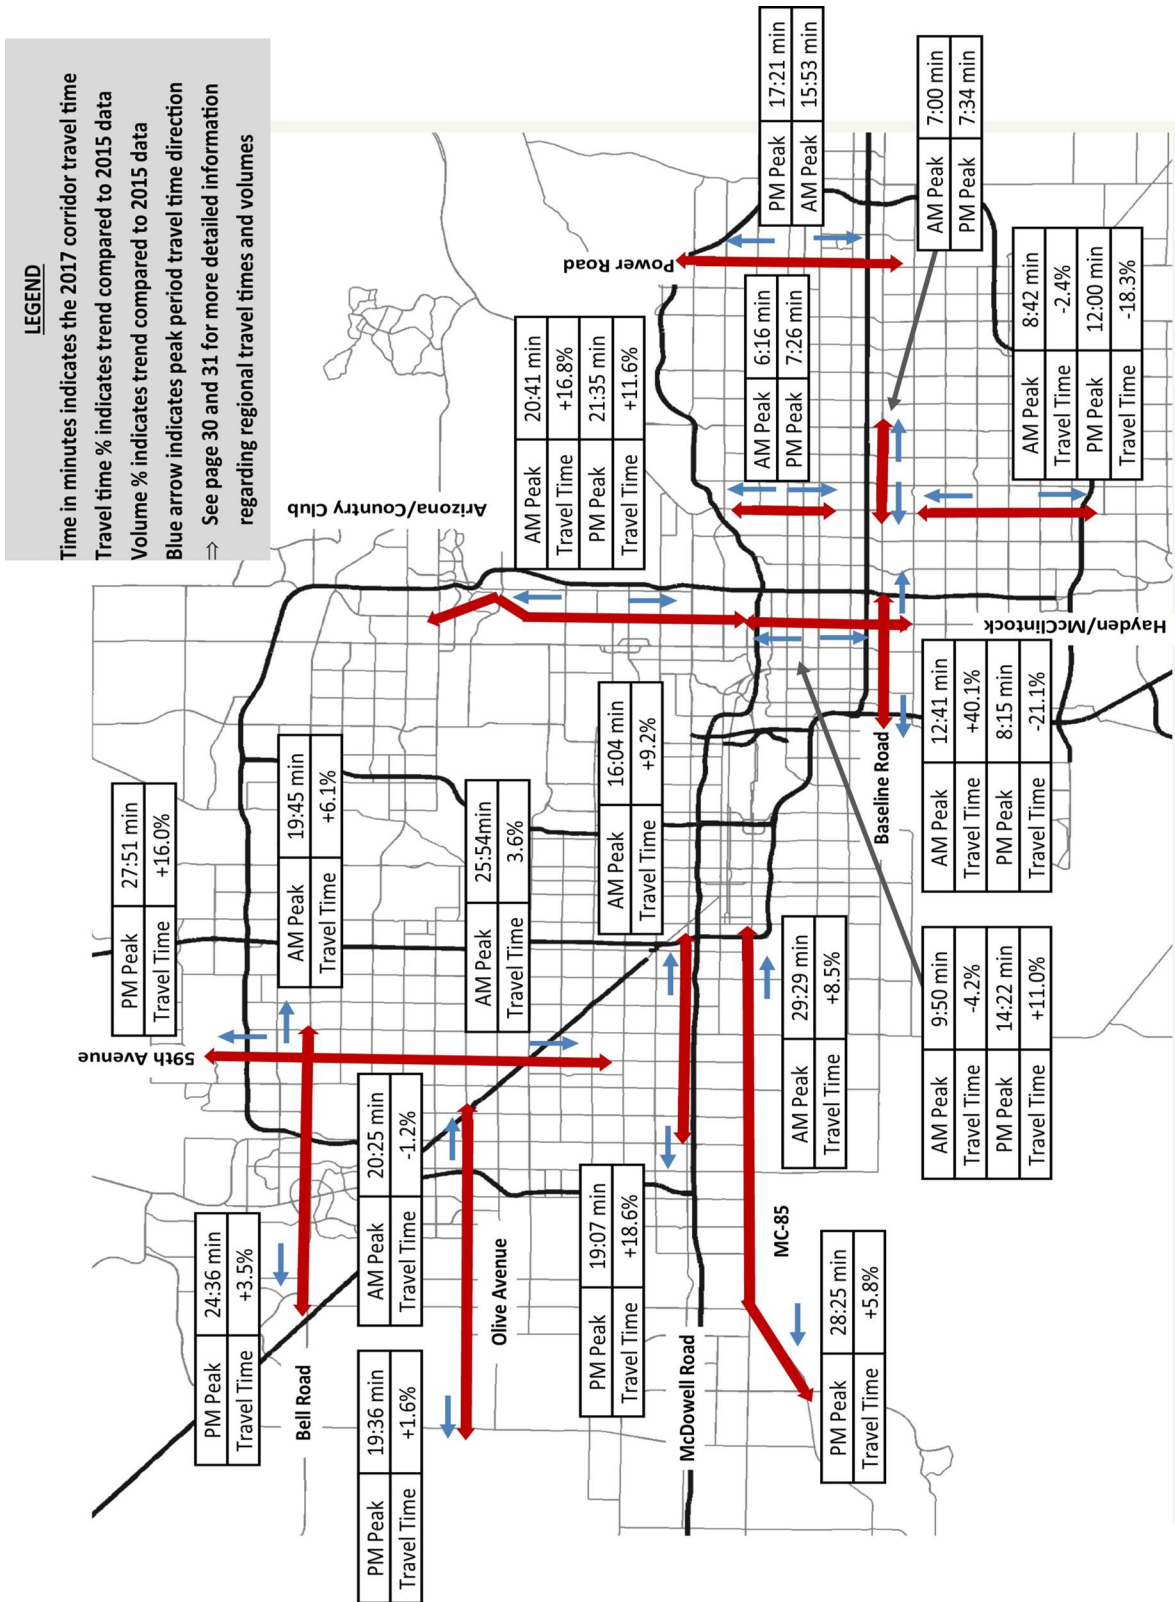 LEGEND
Time in minutes indicates the 2017 corridor travel time
Travel time % indicates trend compared to 2015 data
Volume % indicates trend compared to 2015 data
Blue arrow indicates peak period travel time direction
⇒ See page 30 and 31 for more detailed information
regarding regional travel times and volumes
PM Peak 27:51 min
Travel Time +16.0%
59th Avenue
PM Peak 24:36 min
Travel Time +3.5%
Bell Road
AM Peak 19:45 min
Travel Time +6.1%
PM Peak 19:36 min
Travel Time +1.6%
AM Peak 20:25 min
Travel Time -1.2%
Olive Avenue
AM Peak 25:54min
Travel Time 3.6%
PM Peak 19:07 min
Travel Time +18.6%
McDowell Road
AM Peak 16:04 min
Travel Time +9.2%
MC-85
PM Peak 28:25 min
Travel Time +5.8%
AM Peak 29:29 min
Travel Time +8.5%
Arizona/Country Club
AM Peak 20:41 min
Travel Time +16.8%
PM Peak 21:35 min
Travel Time +11.6%
Power Road
PM Peak 17:21 min
AM Peak 15:53 min
AM Peak 6:16 min
PM Peak 7:26 min
AM Peak 7:00 min
PM Peak 7:34 min
Baseline Road
AM Peak 9:50 min
Travel Time -4.2%
PM Peak 14:22 min
Travel Time +11.0%
AM Peak 12:41 min
Travel Time +40.1%
PM Peak 8:15 min
Travel Time -21.1%
Hayden/McClintock
AM Peak 8:42 min
Travel Time -2.4%
PM Peak 12:00 min
Travel Time -18.3%